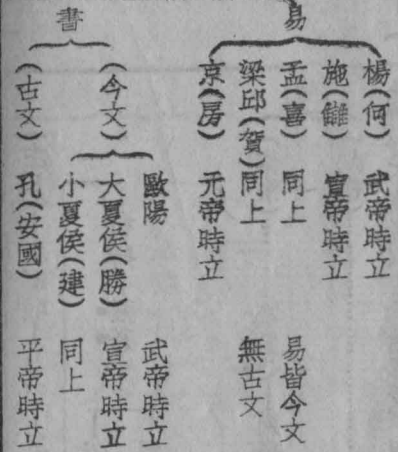 易
楊(何) 武帝時立
施(讎) 宣帝時立
孟(喜) 同上 易皆今文
梁邱(賀) 同上 無古文
京(房) 元帝時立
書
(今文)
歐陽 武帝時立
大夏侯(勝) 宣帝時立
小夏侯(建) 同上
(古文) 孔(安國) 平帝時立